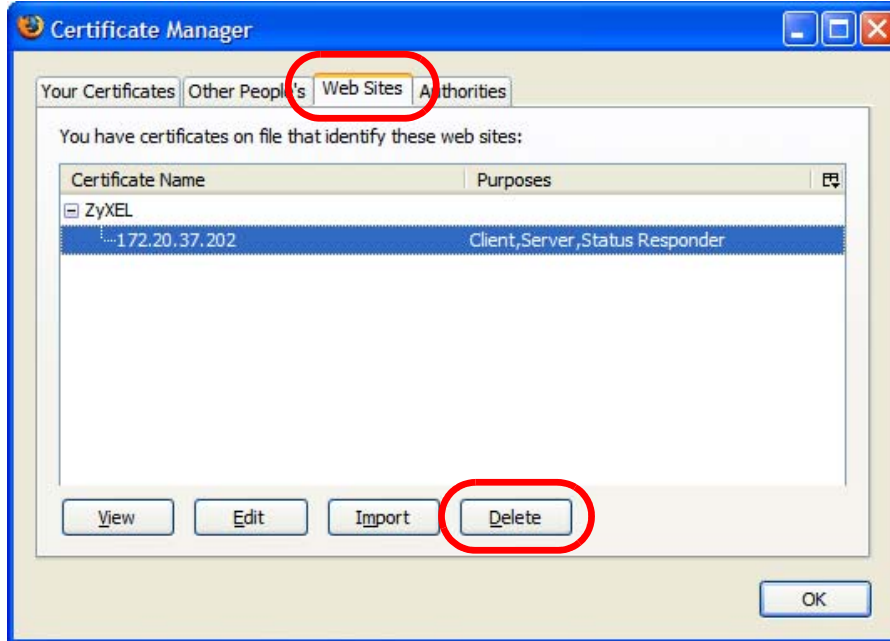 Certificate Manager
Your Certificates Other People's Web Sites Authorities
You have certificates on file that identify these web sites:
Certificate Name Purposes
ZyXEL
172.20.37.202 Client,Server,Status Responder
View Edit Import Delete
OK